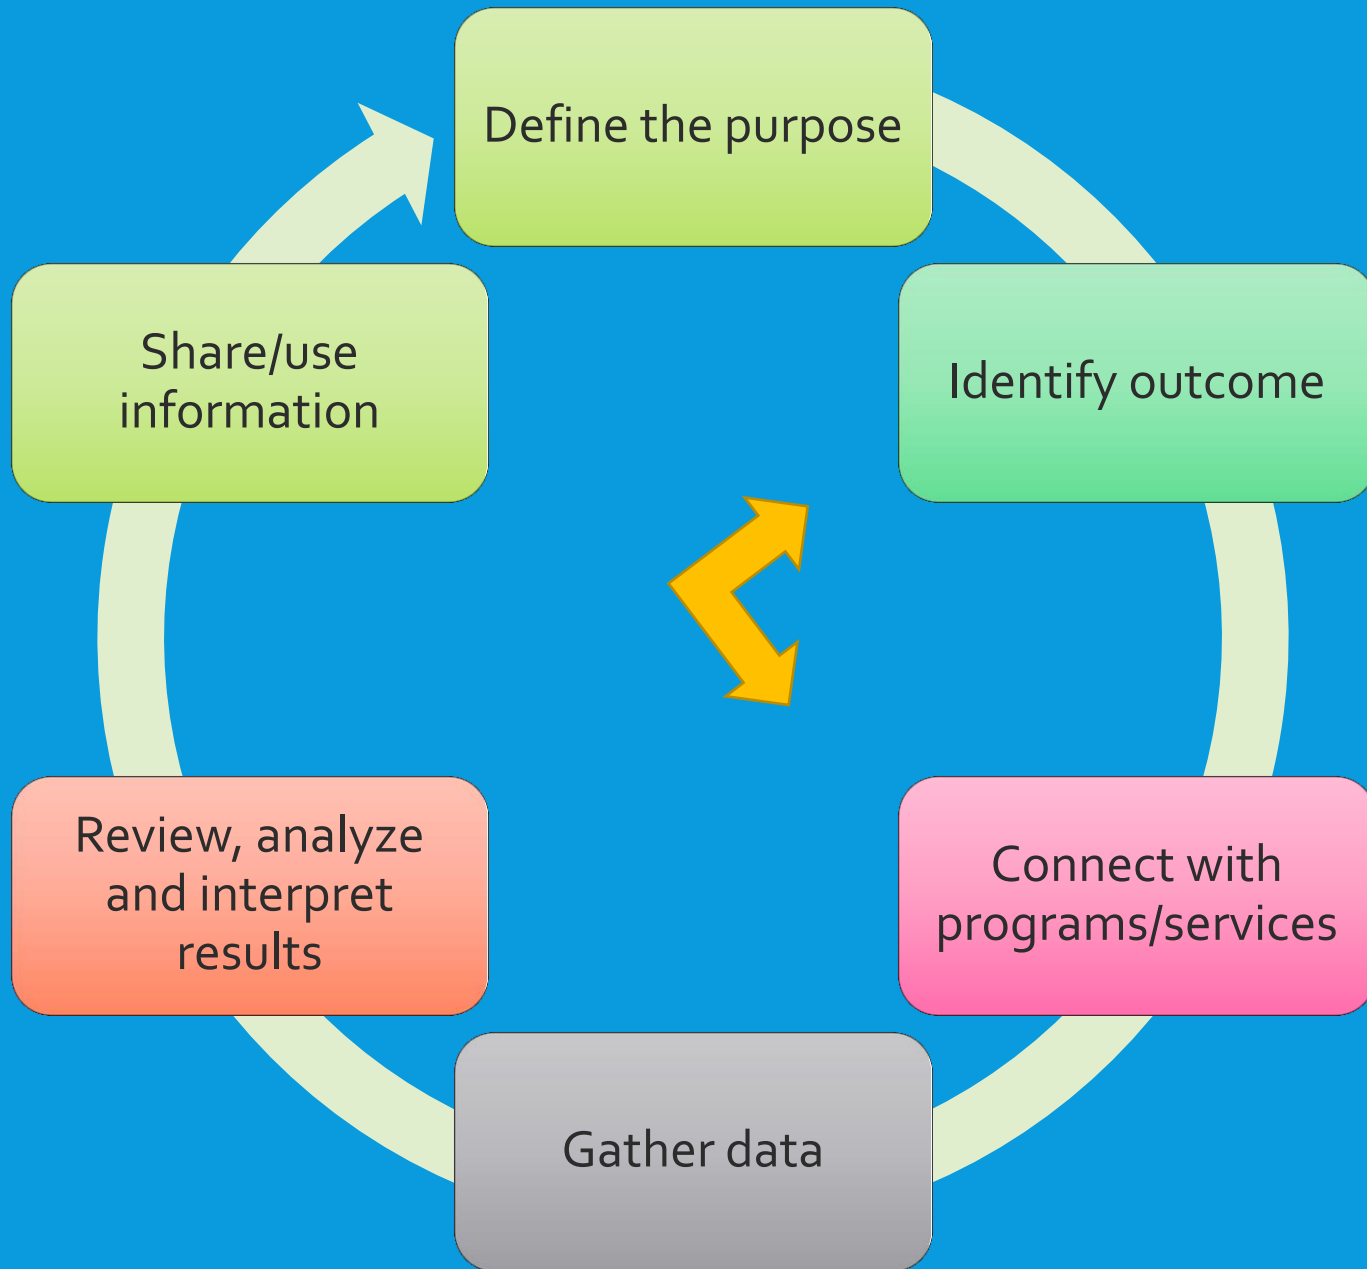 Define the purpose
Identify outcome
Connect with
programs/services
Gather data
Review, analyze
and interpret
results
Share/use
information